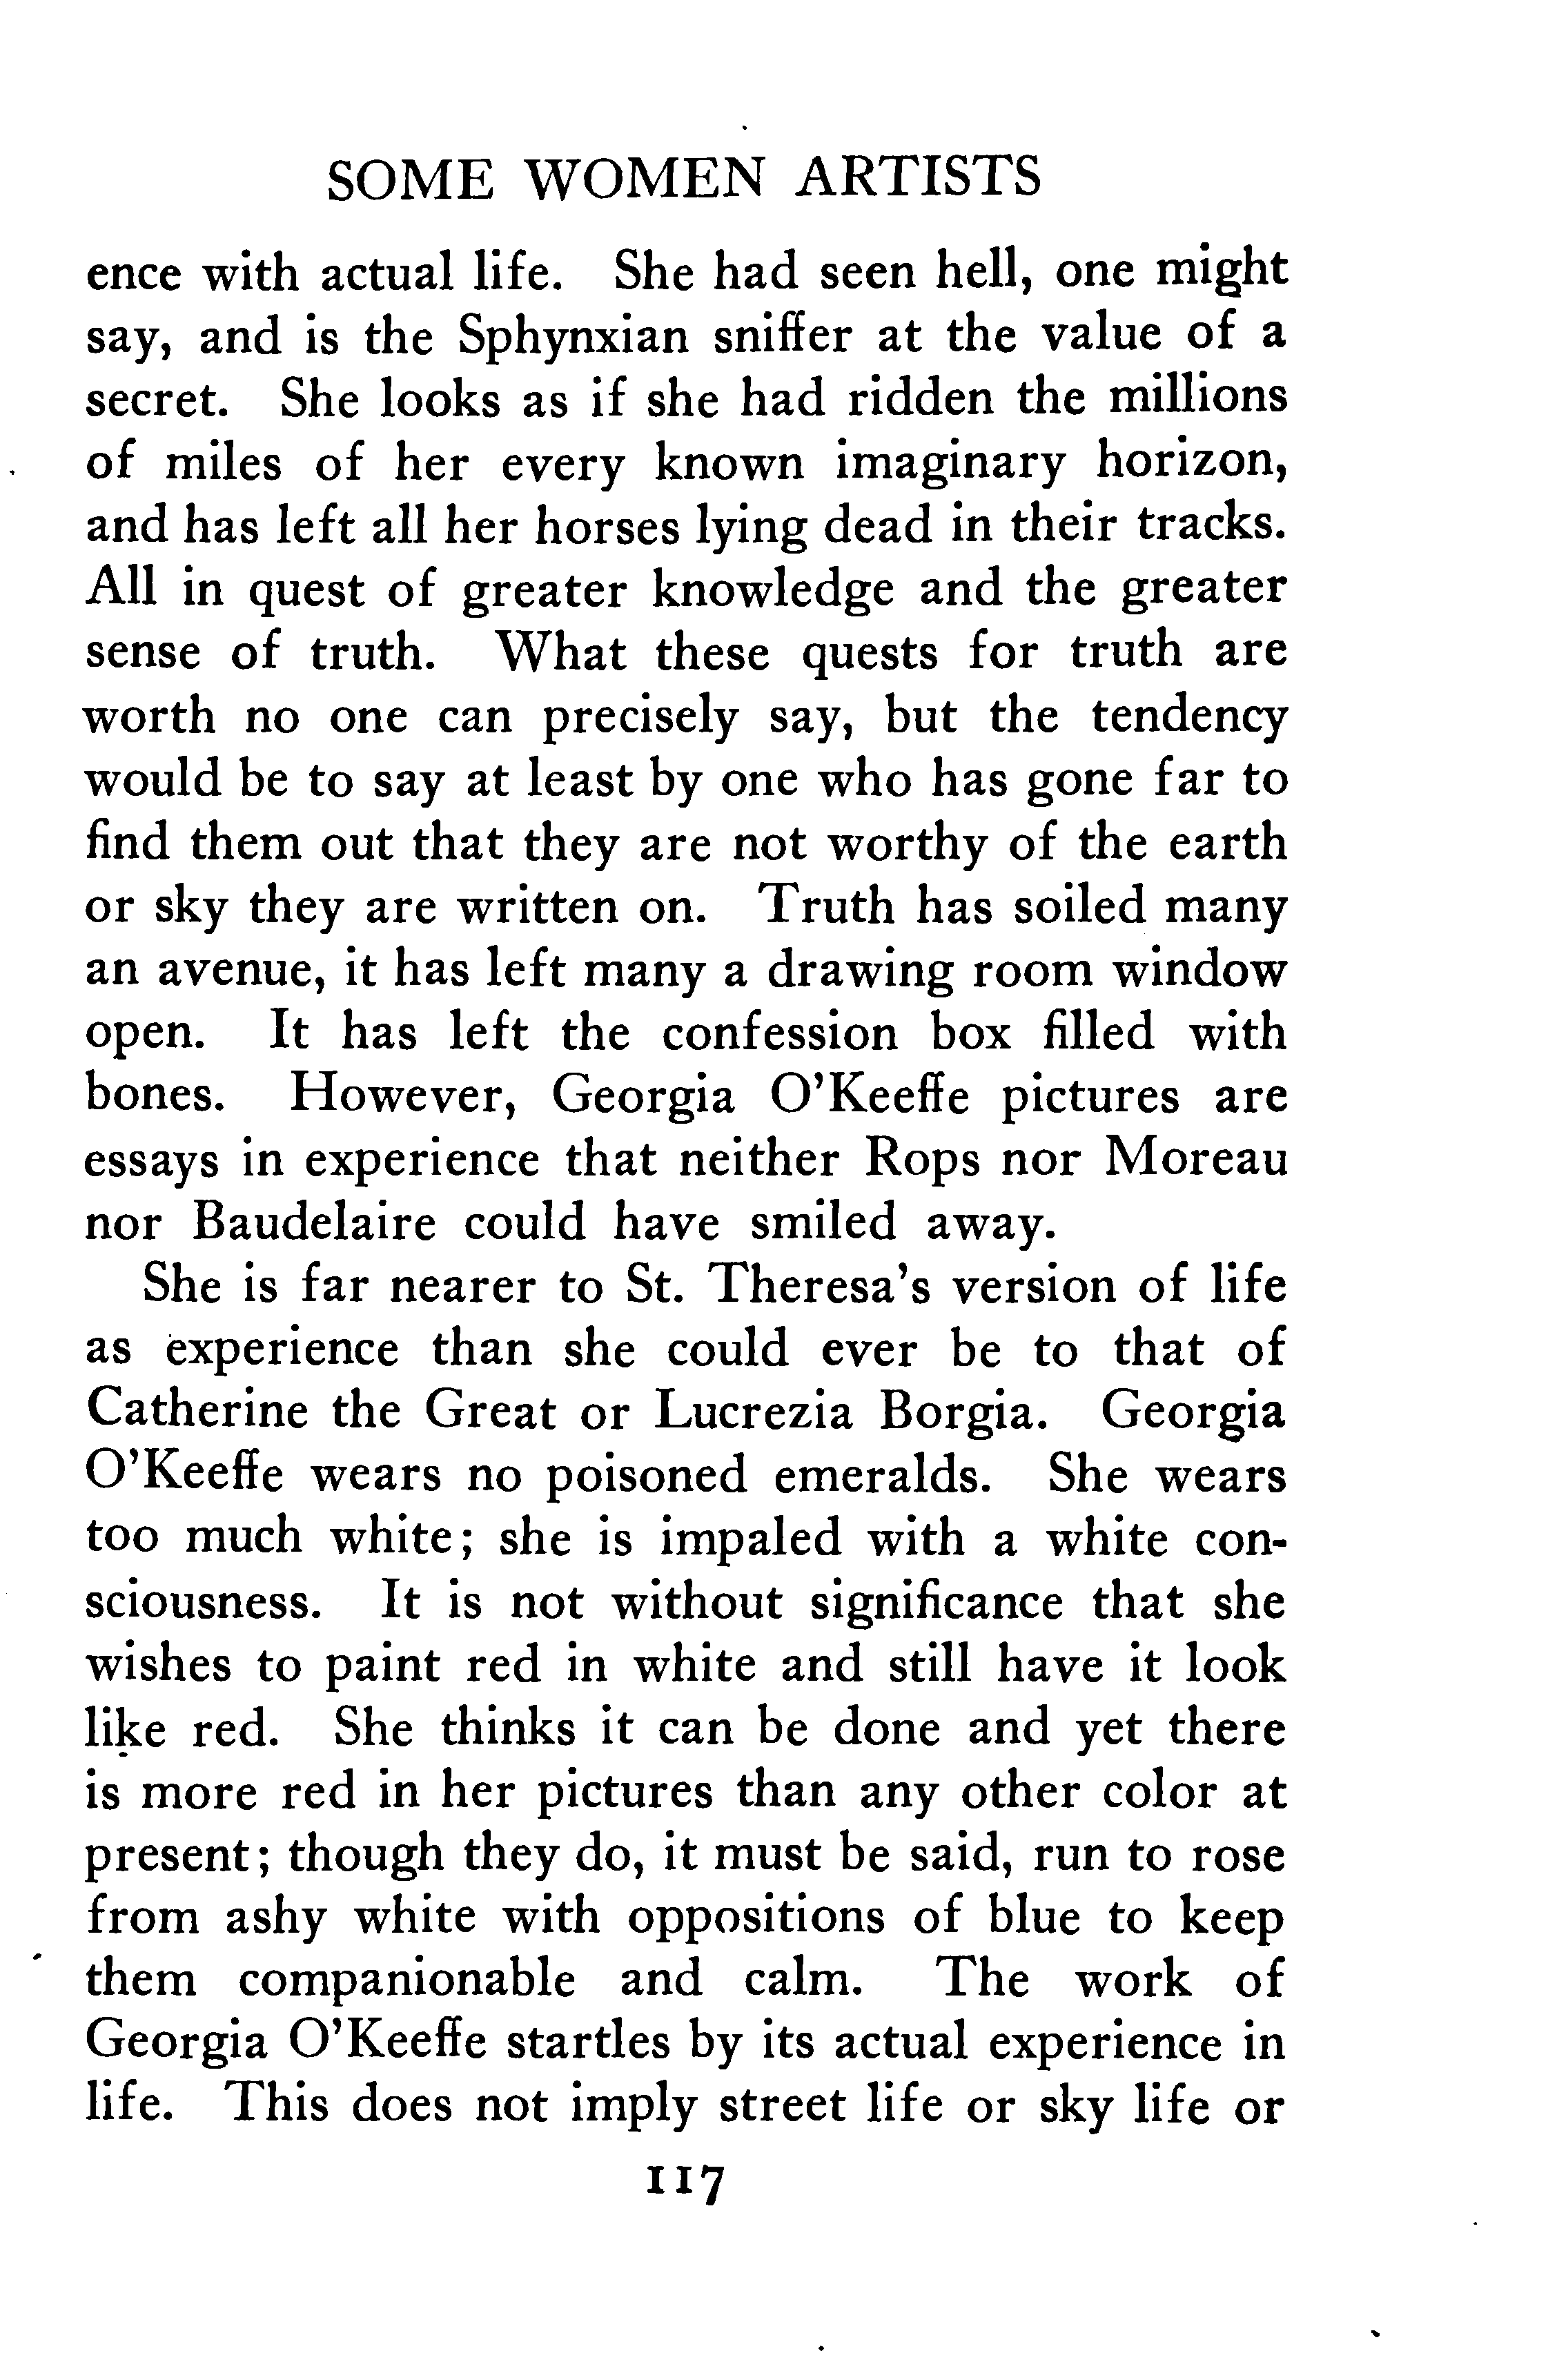 SOME WOMEN ARTISTS
ence with actual life. She had seen hell, one might
say, and is the Sphynxian sniffer at the value of a
secret. She looks as if she had ridden the millions
of miles of her every known imaginary horizon,
and has left all her horses lying dead in their tracks.
All in quest of greater knowledge and the greater
sense of truth. What these quests for truth are
worth no one can precisely say, but the tendency
would be to say at least by one who has gone far to
find them out that they are not worthy of the earth
or sky they are written on. Truth has soiled many
an avenue, it has left many a drawing room window
open. It has left the confession box filled with
bones. However, Georgia O'Keeffe pictures are
essays in experience that neither Rops nor Moreau
nor Baudelaire could have smiled away.
She is far nearer to St. Theresa's version of life
as experience than she could ever be to that of
Catherine the Great or Lucrezia Borgia. Georgia
O'Keeffe wears no poisoned emeralds. She wears
too much white; she is impaled with a white con-
sciousness. It is not without significance that she
wishes to paint red in white and still have it look
like red. She thinks it can be done and yet there
is more red in her pictures than any other color at
present; though they do, it must be said, run to rose
from ashy white with oppositions of blue to keep
them companionable and calm. The work of
Georgia O'Keeffe startles by its actual experience in
life. This does not imply street life or sky life or
117